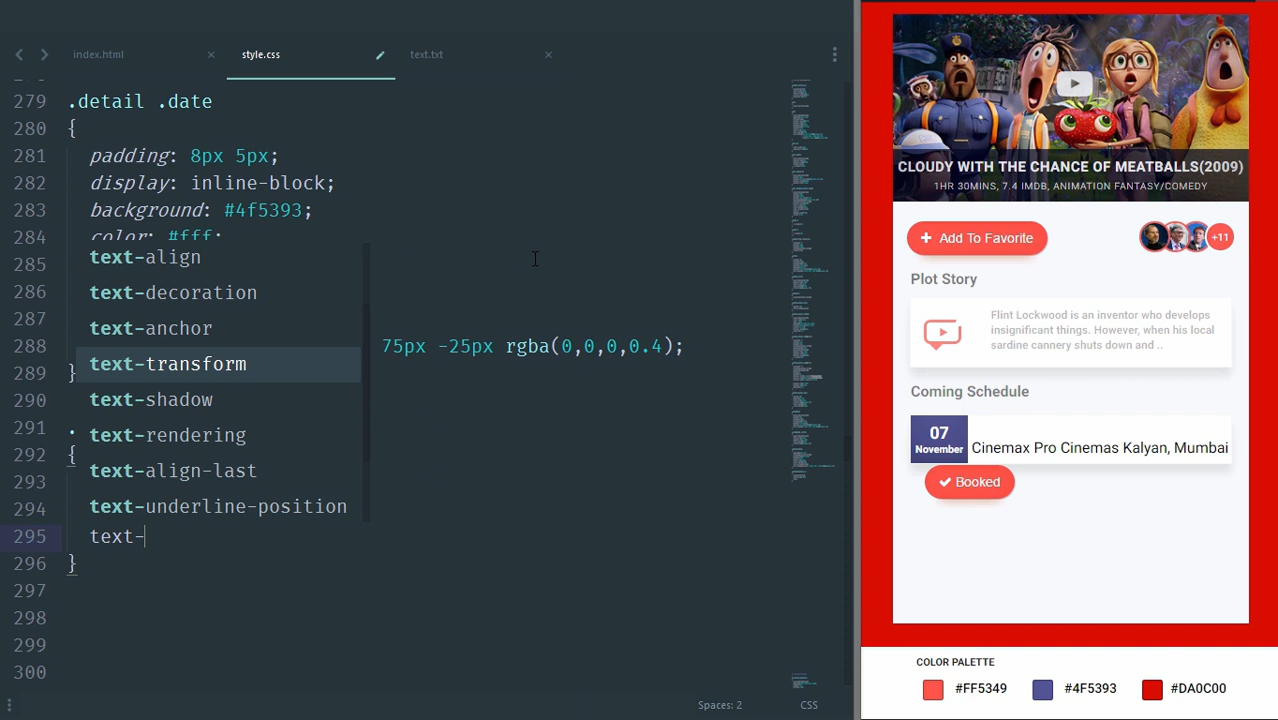 index.html
style.css
text.txt
279 .detail .date
280 {
281 padding: 8px 5px;
282 display: inline-block;
283 background: #4f5393;
284 color: #fff;
285 text-align
286 text-decoration
287 text-anchor
288 75px -25px rgba(0,0,0,0.4);
289 } text-transform
290 text-shadow
291 . text-rendering
292 {
293 text-align-last
294 text-underline-position
295 text-
296 }
297
298
299
300
Spaces: 2 CSS
CLOUDY WITH THE CHANCE OF MEATBALLS(2009)
1HR 30MINS, 7.4 IMDB, ANIMATION FANTASY/COMEDY
+ Add To Favorite
+11
Plot Story
Flint Lockwood is an inventor who develops
insignificant things. However, when his local
sardine cannery shuts down and ..
Coming Schedule
07
November
Cinemax Pro Cinemas Kalyan, Mumbai
Booked
COLOR PALETTE
#FF5349 #4F5393 #DA0C00